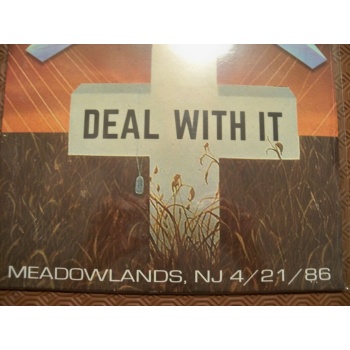 DEAL WITH IT
MEADOWLANDS, NJ 4/21/86